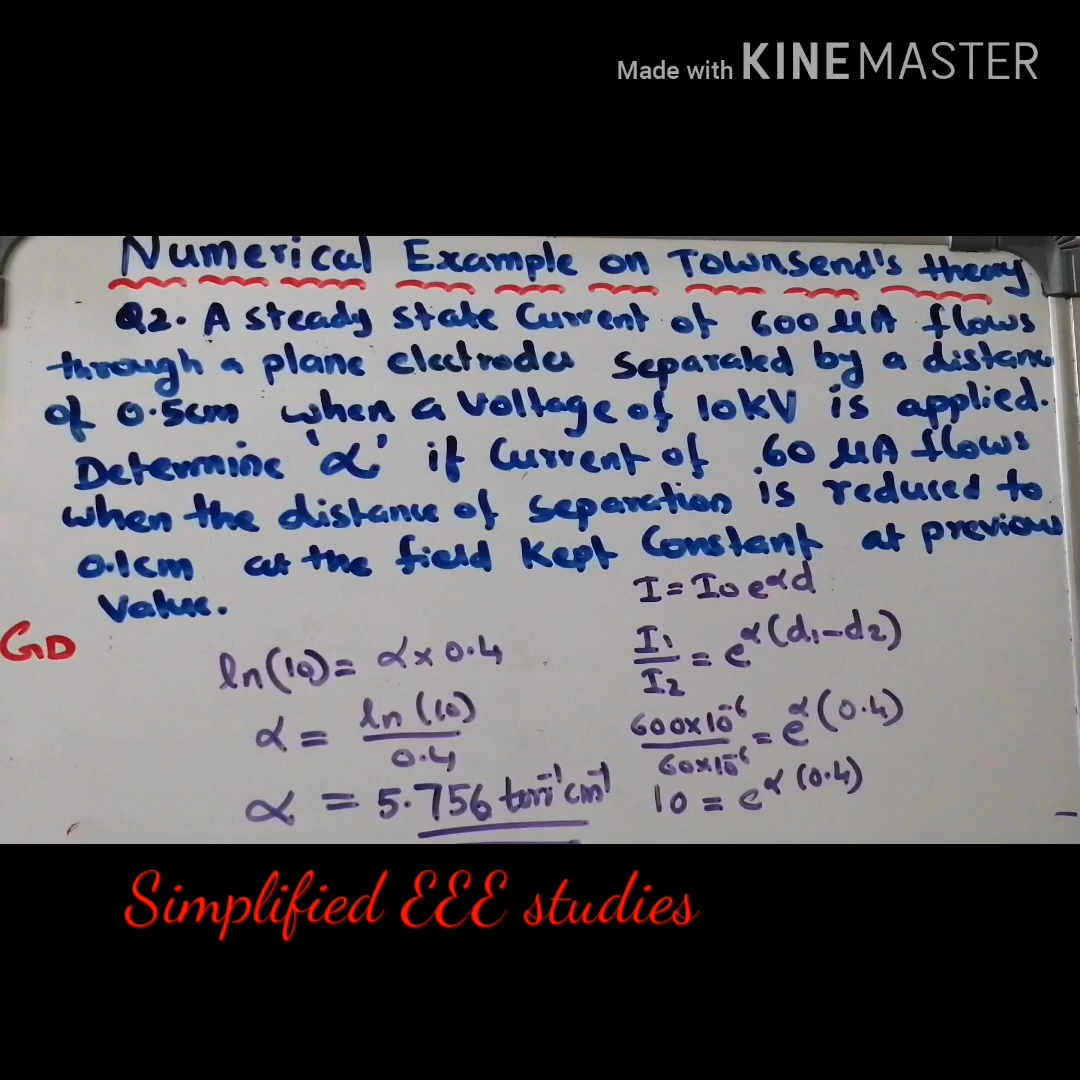 Made with KINEMASTER
Numerical Example on Townsend's theory
Q2. A steady state Current of 600 µA flows
through a plane electrodes separated by a distance
of 0.5cm when a Voltage of 10kV is applied.
Determine 'α' if Current of 60 µA flows
when the distance of separation is reduced to
0.1cm at the field kept Constant at previous
Value.
GD
I = I₀ e^αd
I₁/I₂ = e^α(d₁-d₂)
600×10⁻⁶/60×10⁻⁶ = e^α(0.4)
10 = e^α(0.4)
ln(10) = α × 0.4
α = ln(10)/0.4
α = 5.756 torr⁻¹cm⁻¹
Simplified EEE studies